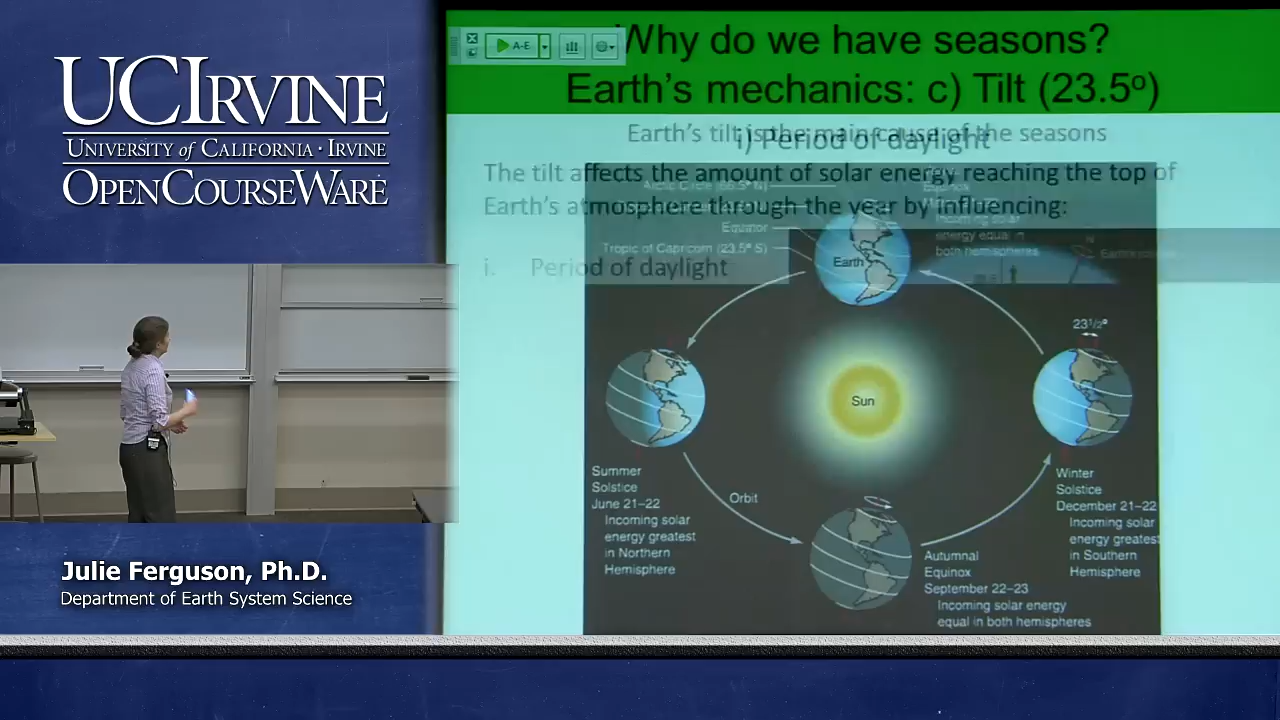 UCIRVINE
UNIVERSITY of CALIFORNIA · IRVINE
OPENCOURSEWARE
Julie Ferguson, Ph.D.
Department of Earth System Science
A-E
Why do we have seasons?
Earth's mechanics: c) Tilt (23.5º)
Earth's tilt is the main cause of the seasons
i) Period of daylight
The tilt affects the amount of solar energy reaching the top of
Earth's atmosphere through the year by influencing:
i. Period of daylight
Arctic Circle (66.5º N)
Equator
Tropic of Capricorn (23.5º S)
Equinox
Incoming solar
energy equal in
both hemispheres
Earth
23½º
Sun
Summer
Solstice
June 21–22
Incoming solar
energy greatest
in Northern
Hemisphere
Orbit
Winter
Solstice
December 21–22
Incoming solar
energy greatest
in Southern
Hemisphere
Autumnal
Equinox
September 22–23
Incoming solar energy
equal in both hemispheres